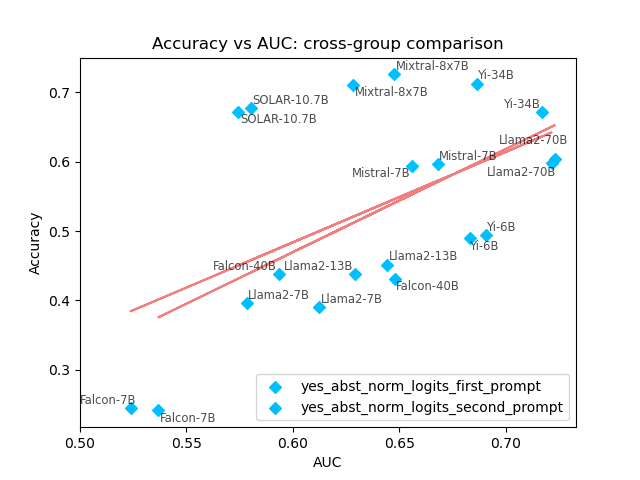 Accuracy vs AUC: cross-group comparison
Mixtral-8x7B
Yi-34B
0.7
Mixtral-8x7B
SOLAR-10.7B
Yi-34B
SOLAR-10.7B
Llama2-70B
Mistral-7B
0.6
Mistral-7B
Llama2-70B
Yi-6B
0.5
Yi-6B
Accuracy
Llama2-13B
Falcon-40B
Llama2-13B
Falcon-40B
Llama2-7B
Llama2-7B
0.4
0.3
yes_abst_norm_logits_first_prompt
Falcon-7B
yes_abst_norm_logits_second_prompt
Falcon-7B
0.50
0.55
0.60
0.65
0.70
AUC